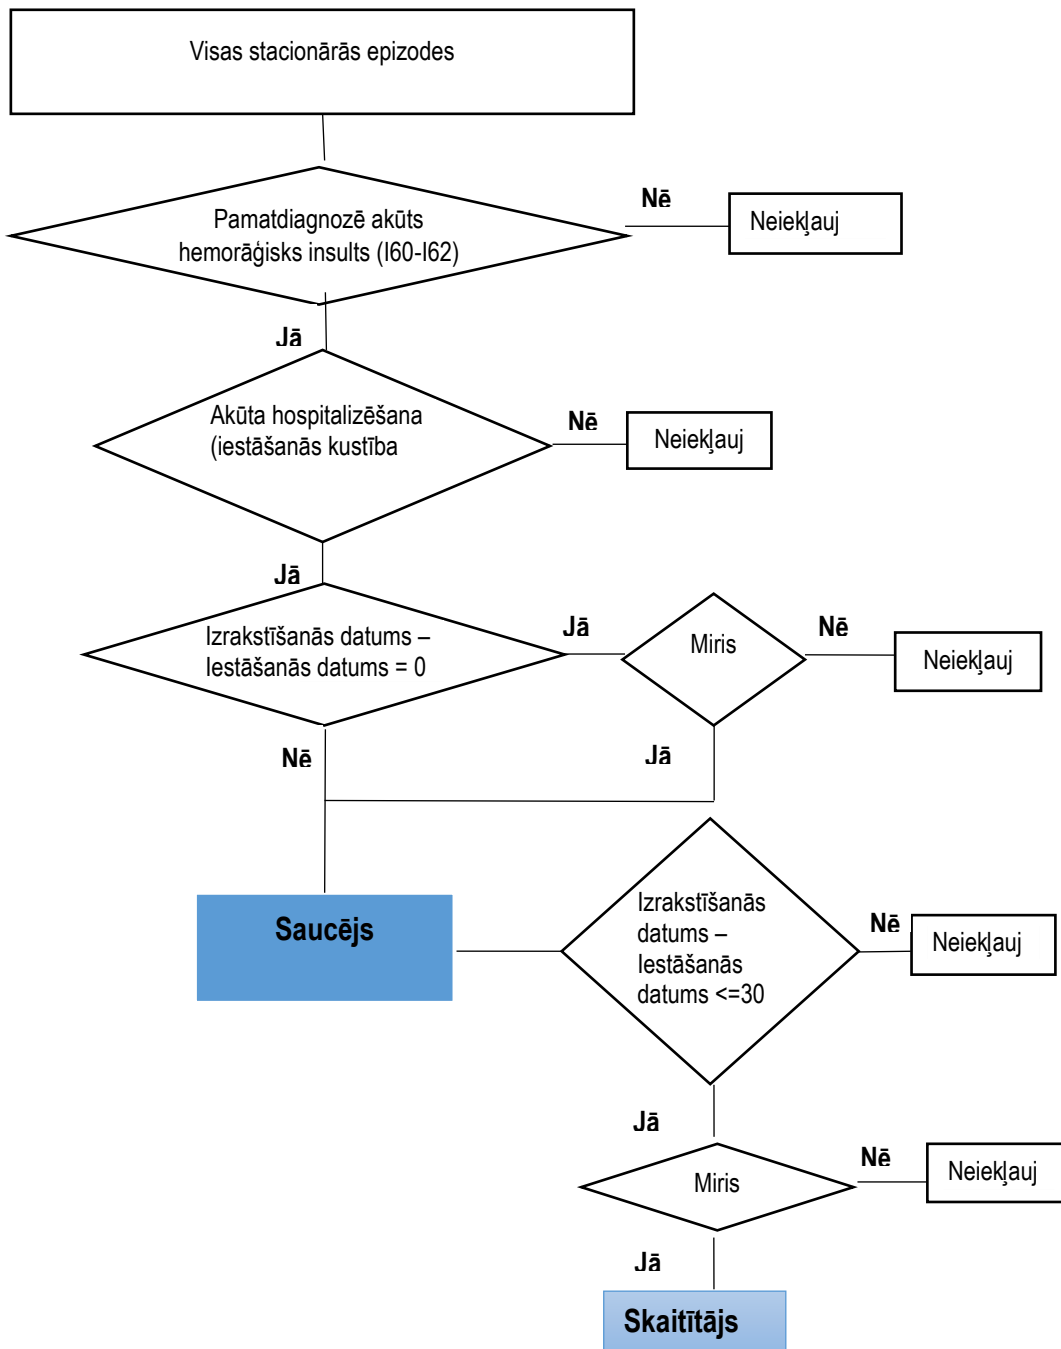 Visas stacionārās epizodes
Nē
Pamatdiagnozē akūts
hemorāģisks insults (I60-I62)
Neiekļauj
Jā
Akūta hospitalizēšana
(iestāšanās kustība
Nē
Neiekļauj
Jā
Izrakstīšanās datums –
Iestāšanās datums = 0
Jā
Miris
Nē
Neiekļauj
Nē
Jā
Saucējs
Izrakstīšanās
datums –
Iestāšanās
datums <=30
Nē
Neiekļauj
Jā
Miris
Nē
Neiekļauj
Jā
Skaitītājs